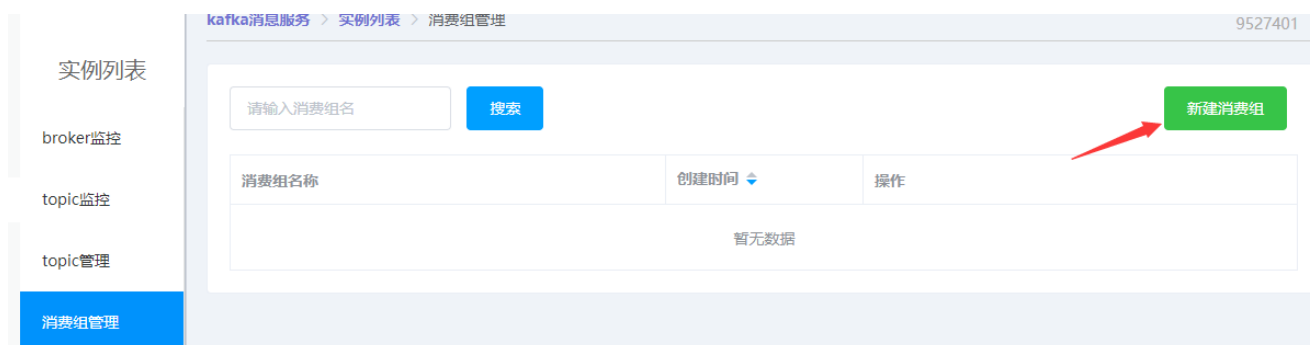 kafka消息服务 > 实例列表 > 消费组管理
9527401
实例列表
broker监控
topic监控
topic管理
消费组管理
请输入消费组名 搜索 新建消费组
消费组名称 创建时间 操作
暂无数据